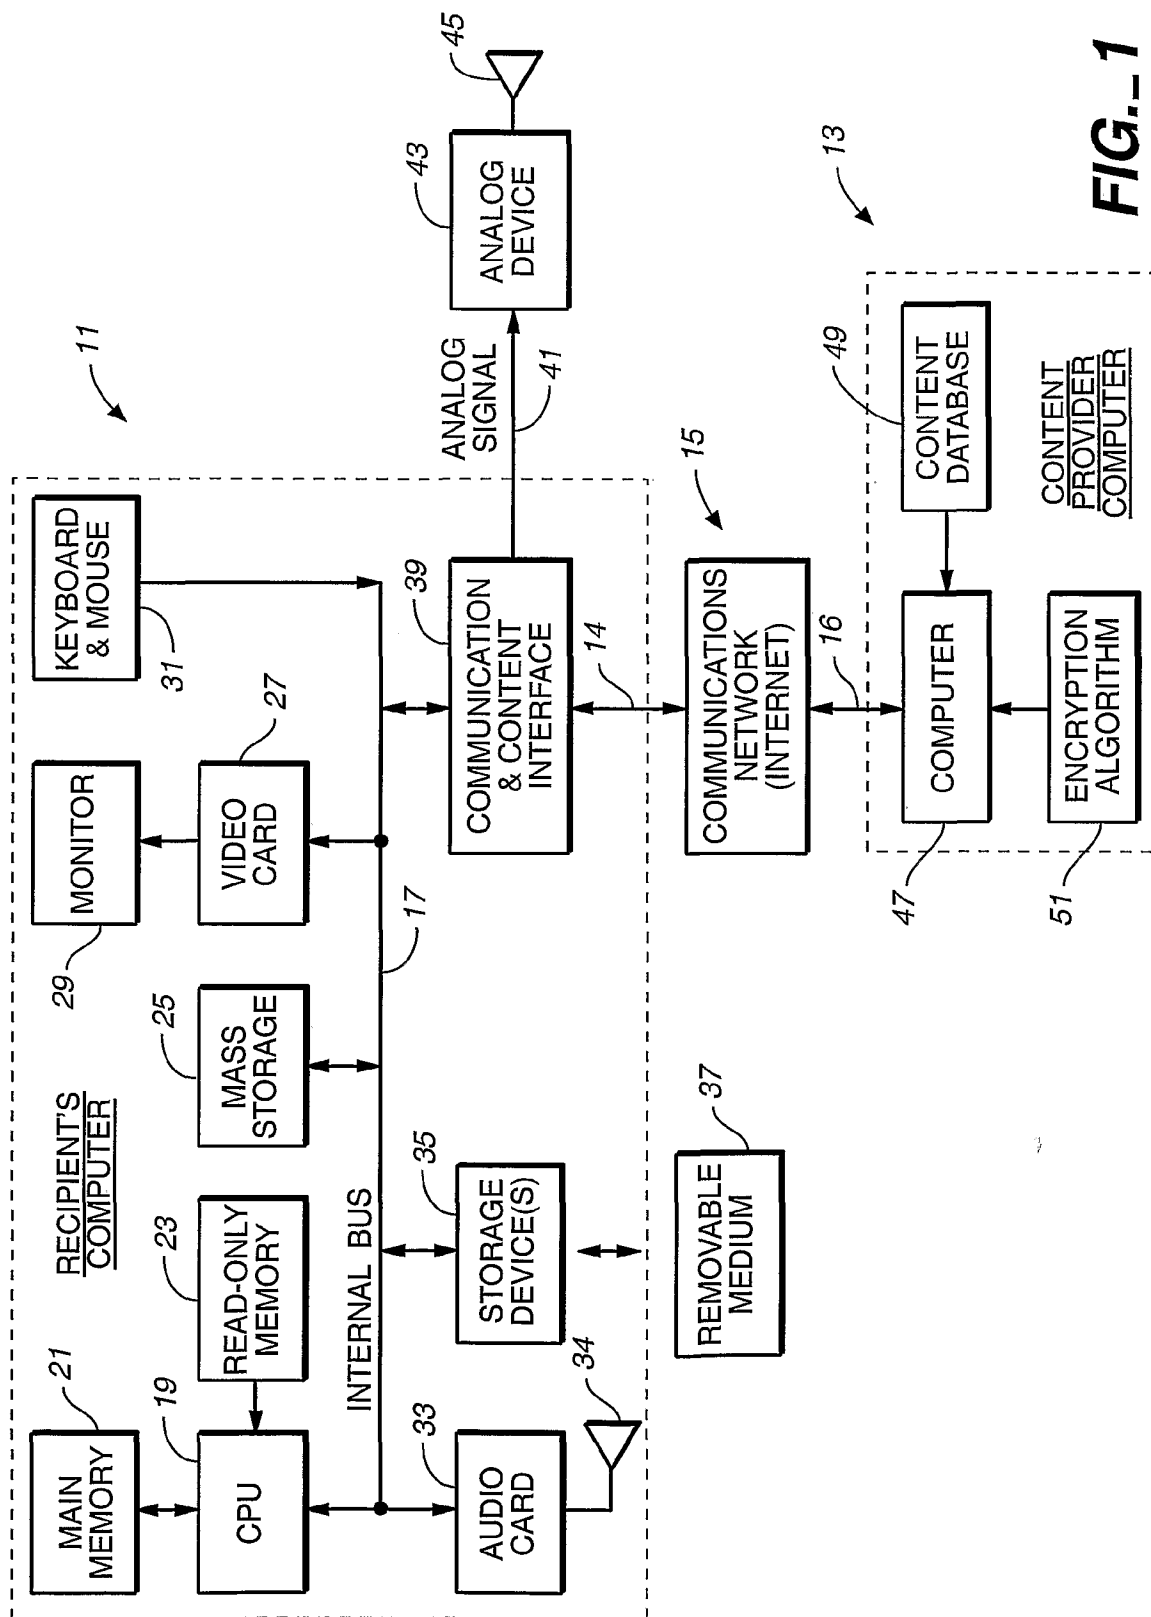 RECIPIENT'S
COMPUTER
11
MAIN
MEMORY
21
CPU
19
READ-ONLY
MEMORY
23
MASS
STORAGE
25
MONITOR
29
VIDEO
CARD
27
KEYBOARD
& MOUSE
31
INTERNAL BUS
17
AUDIO
CARD
33
34
STORAGE
DEVICE(S)
35
REMOVABLE
MEDIUM
37
COMMUNICATION
& CONTENT
INTERFACE
39
ANALOG
SIGNAL
41
ANALOG
DEVICE
43
45
14
COMMUNICATIONS
NETWORK
(INTERNET)
15
16
13
COMPUTER
47
CONTENT
DATABASE
49
ENCRYPTION
ALGORITHM
51
CONTENT
PROVIDER
COMPUTER
FIG._1